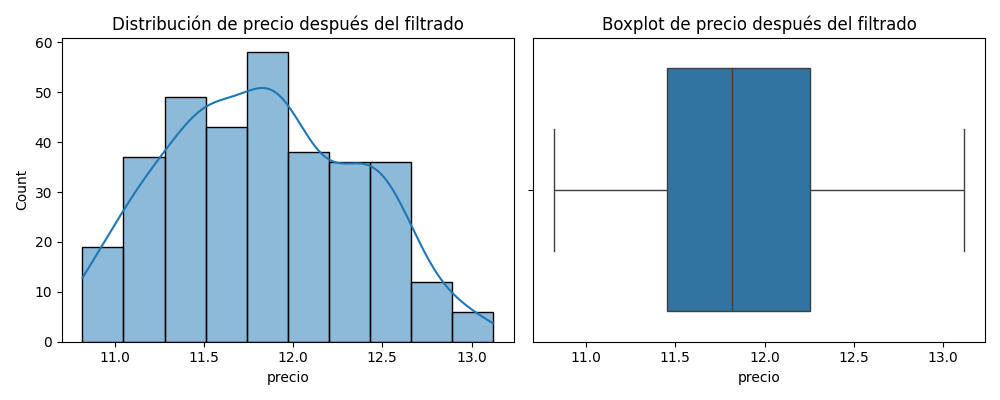 Distribución de precio después del filtrado
60
50
40
30
20
10
0
Count
11.0 11.5 12.0 12.5 13.0
precio
Boxplot de precio después del filtrado
11.0 11.5 12.0 12.5 13.0
precio